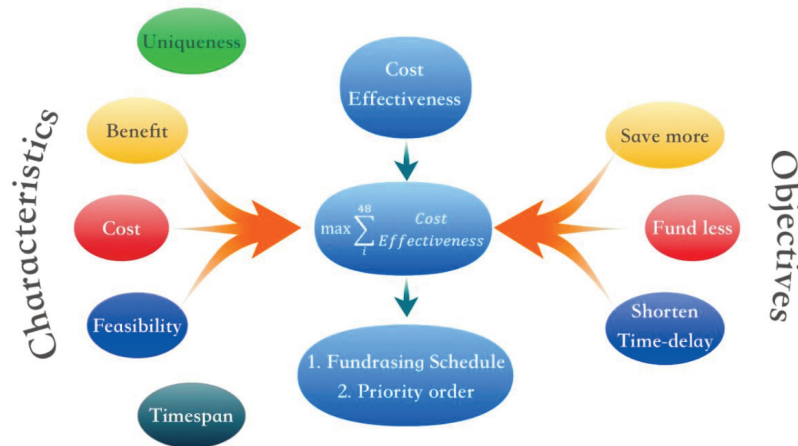 Characteristics
Uniqueness
Benefit
Cost
Feasibility
Timespan
Cost
Effectiveness
max ∑ 48 i Cost
Effectiveness
1. Fundrasing Schedule
2. Priority order
Save more
Fund less
Shorten
Time-delay
Objectives